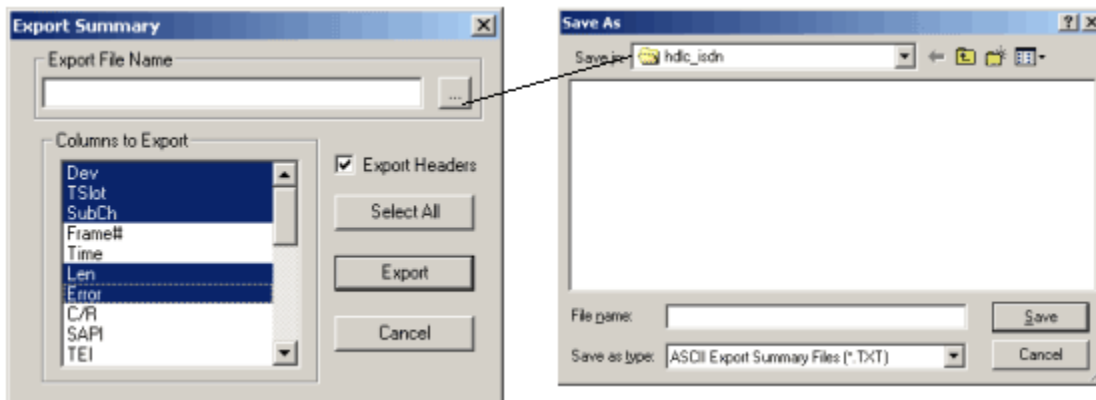 Export Summary
Export File Name
...
Columns to Export
Dev
TSlot
SubCh
Frame#
Time
Len
Error
C/R
SAPI
TEI
Export Headers
Select All
Export
Cancel
Save As
Save in: hdlc_isdn
File name:
Save
Save as type: ASCII Export Summary Files (*.TXT)
Cancel